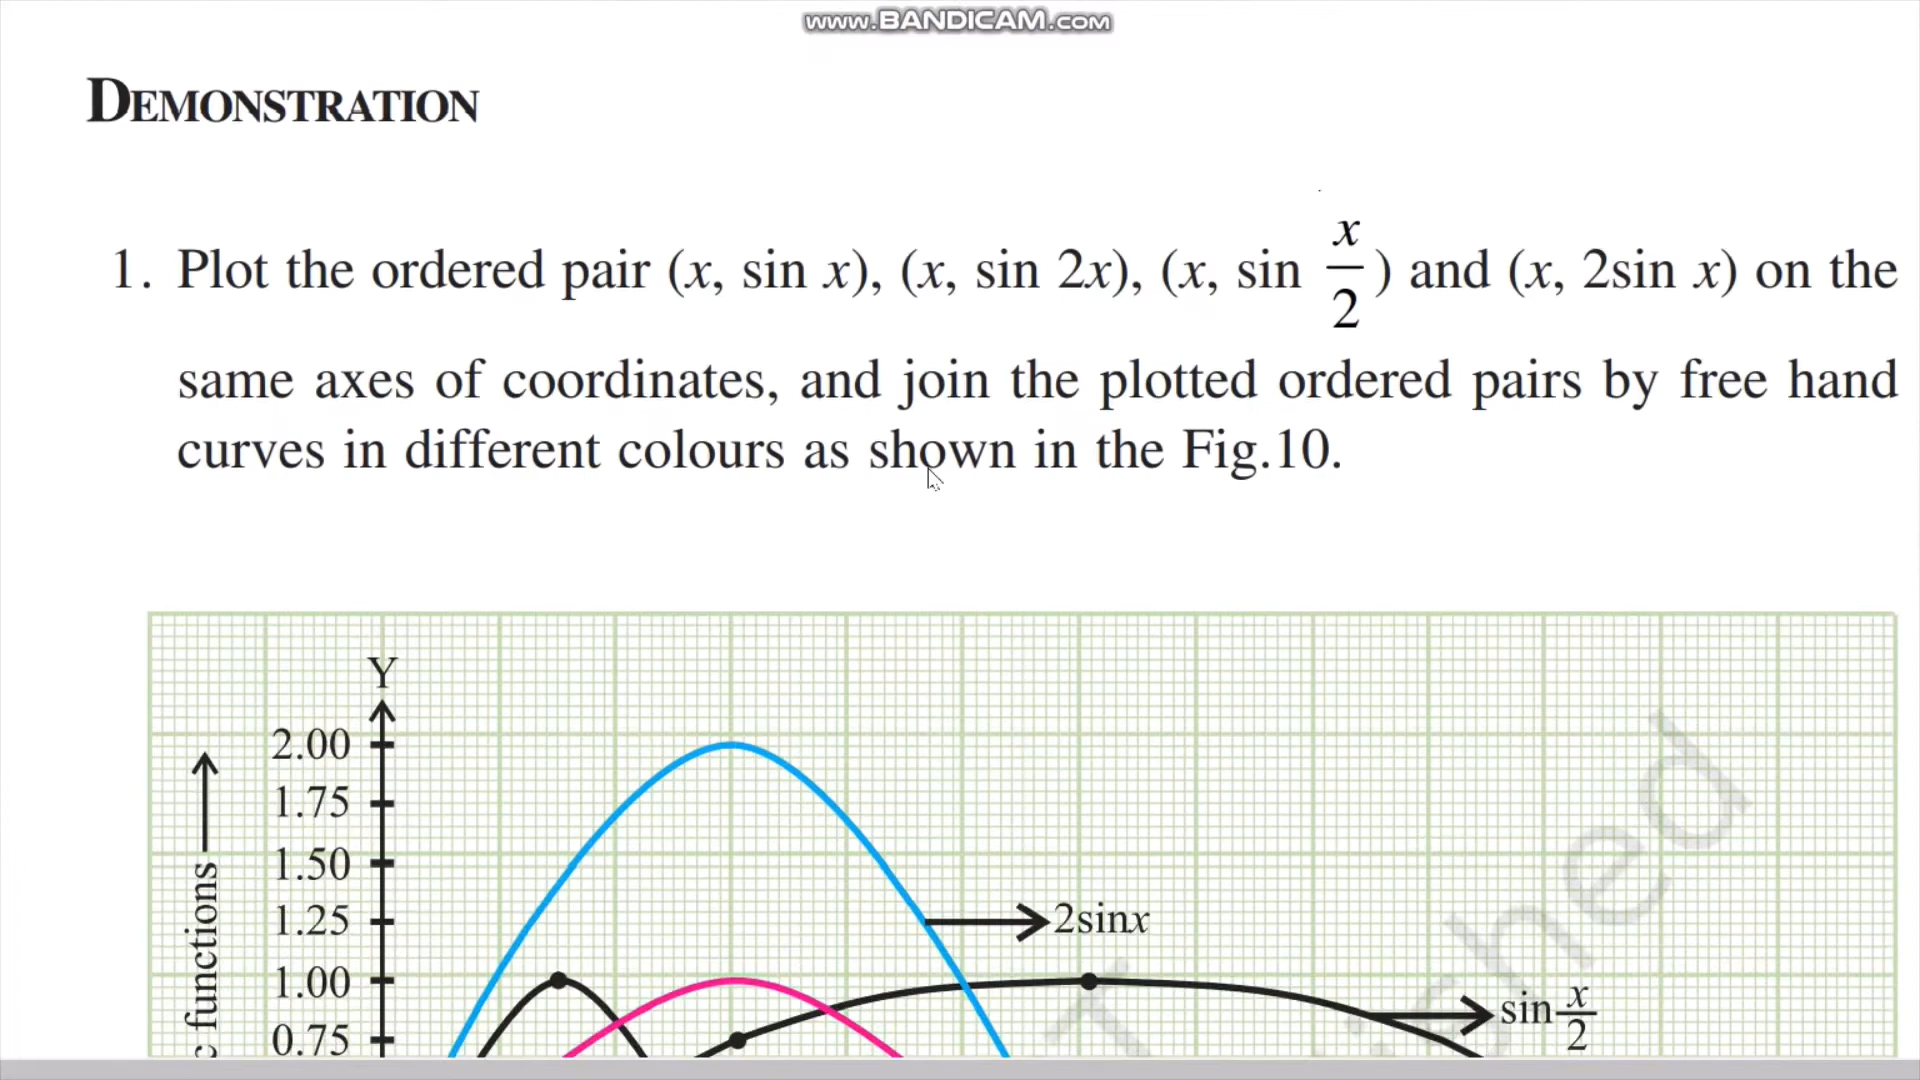 www.BANDICAM.com
DEMONSTRATION
1. Plot the ordered pair (x, sin x), (x, sin 2x), (x, sin x/2) and (x, 2sin x) on the
same axes of coordinates, and join the plotted ordered pairs by free hand
curves in different colours as shown in the Fig.10.
Y
2.00
1.75
1.50
1.25
1.00
0.75
c functions
2sinx
sin x/2
shed